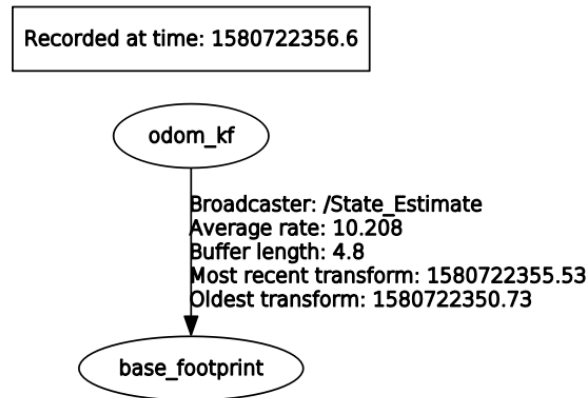 Recorded at time: 1580722356.6
odom_kf
Broadcaster: /State_Estimate
Average rate: 10.208
Buffer length: 4.8
Most recent transform: 1580722355.53
Oldest transform: 1580722350.73
base_footprint